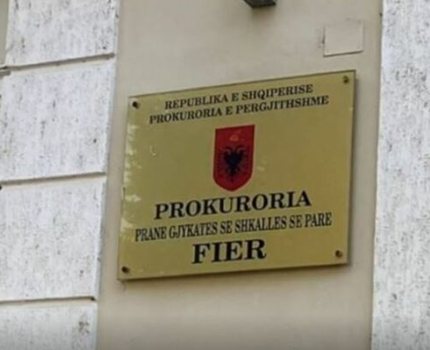 REPUBLIKA E SHQIPERISE
PROKURORIA E PERGJITHSHME
PROKURORIA
PRANE GJYKATES SE SHKALLES SE PARE
FIER